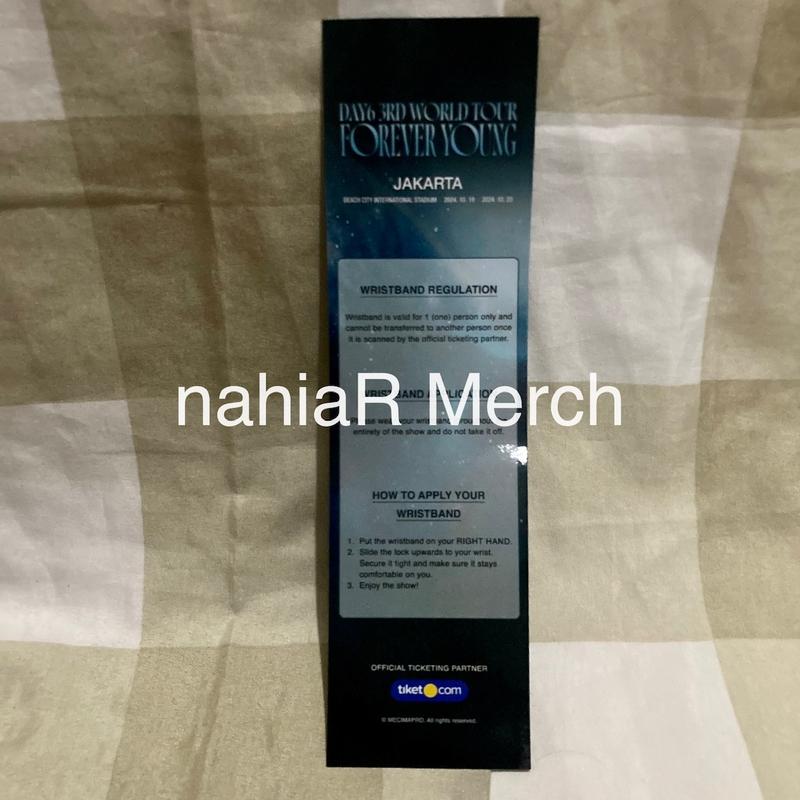 DAY6 3RD WORLD TOUR
FOREVER YOUNG
JAKARTA
BEACH CITY INTERNATIONAL STADIUM 2024. 10. 19 2024. 10. 20
WRISTBAND REGULATION
Wristband is valid for 1 (one) person only and
cannot be transferred to another person once
it is scanned by the official ticketing partner.
WRISTBAND APPLICATION
nahiaR Merch
Please wear your
entirety of the show and do not take it off.
HOW TO APPLY YOUR
WRISTBAND
1. Put the wristband on your RIGHT HAND.
2. Slide the lock upwards to your wrist.
Secure it tight and make sure it stays
comfortable on you.
3. Enjoy the show!
OFFICIAL TICKETING PARTNER
tiket.com
© MECIMAPRO. All rights reserved.